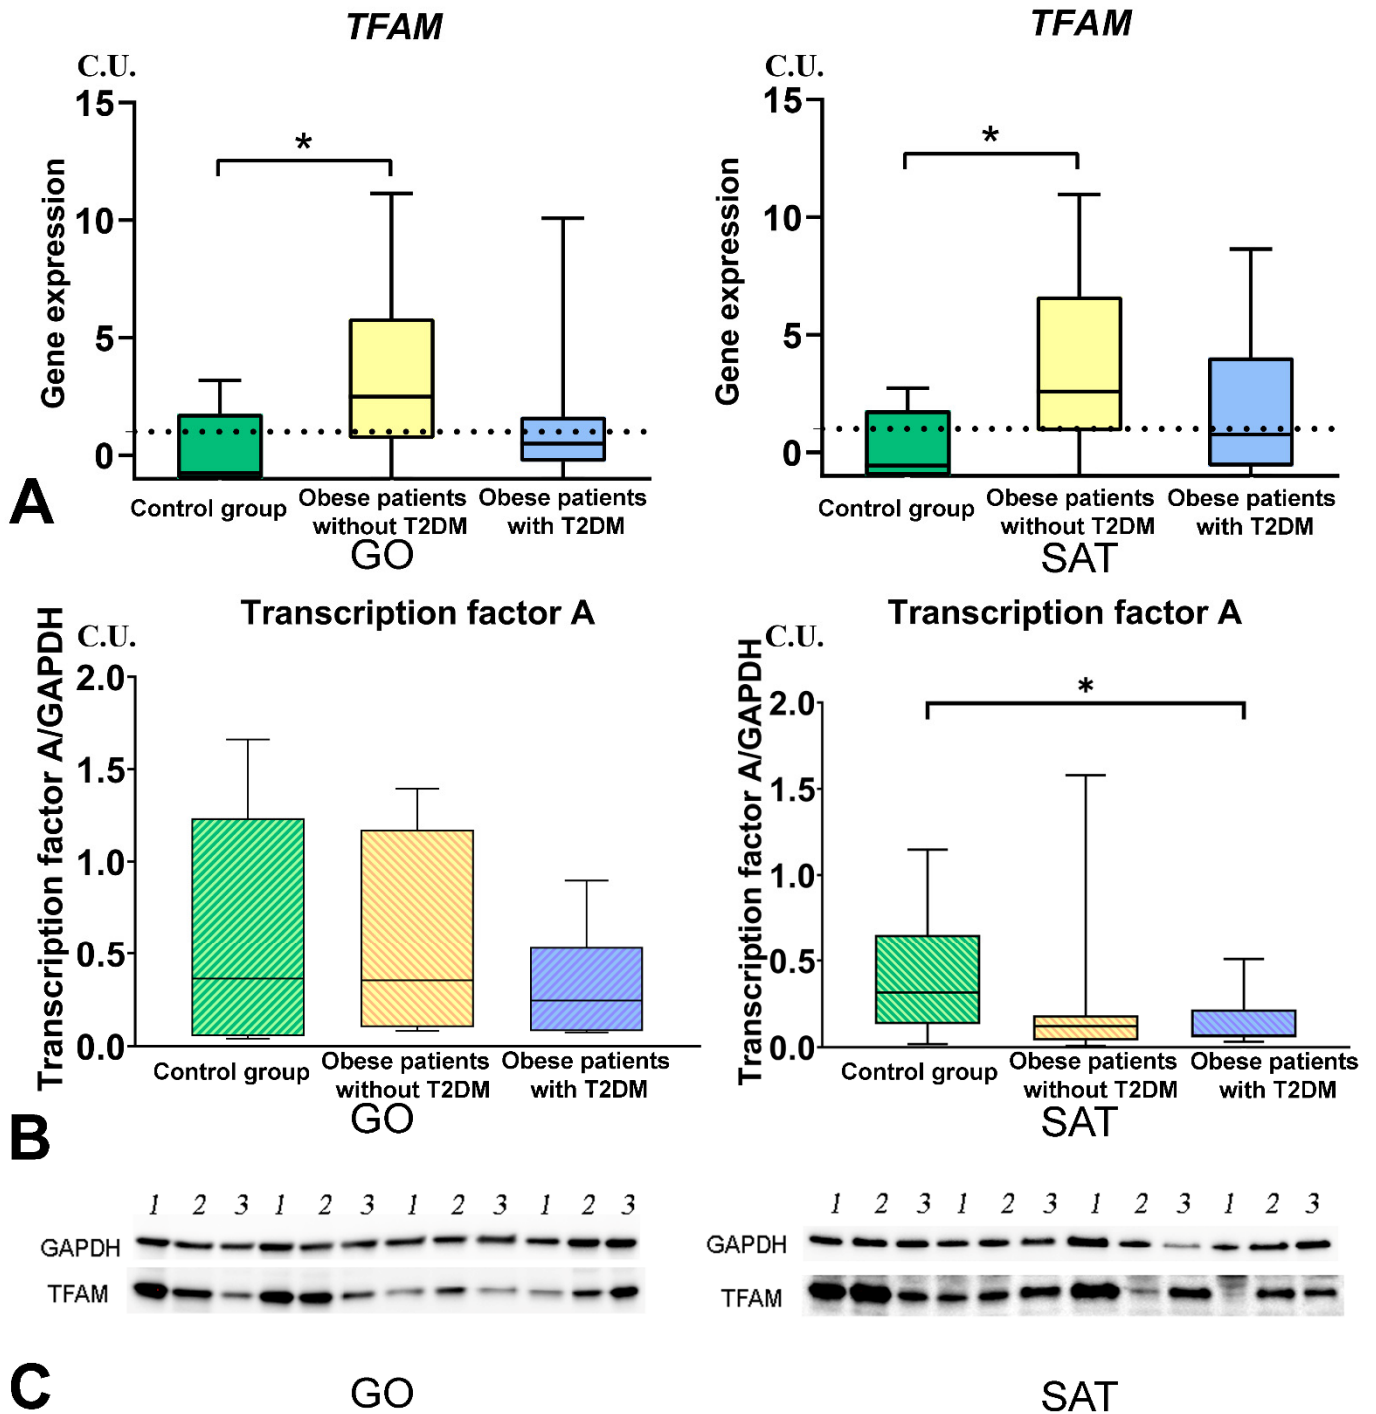 TFAM
C.U.
15
10
5
0
Gene expression
*
Control group
Obese patients
without T2DM
Obese patients
with T2DM
GO
TFAM
C.U.
15
10
5
0
Gene expression
*
Control group
Obese patients
without T2DM
Obese patients
with T2DM
SAT
A
Transcription factor A
C.U.
2.0
1.5
1.0
0.5
0.0
Transcription factor A/GAPDH
Control group
Obese patients
without T2DM
Obese patients
with T2DM
GO
Transcription factor A
C.U.
2.0
1.5
1.0
0.5
0.0
Transcription factor A/GAPDH
*
Control group
Obese patients
without T2DM
Obese patients
with T2DM
SAT
B
1 2 3 1 2 3 1 2 3 1 2 3
GAPDH
TFAM
GO
1 2 3 1 2 3 1 2 3 1 2 3
GAPDH
TFAM
SAT
C